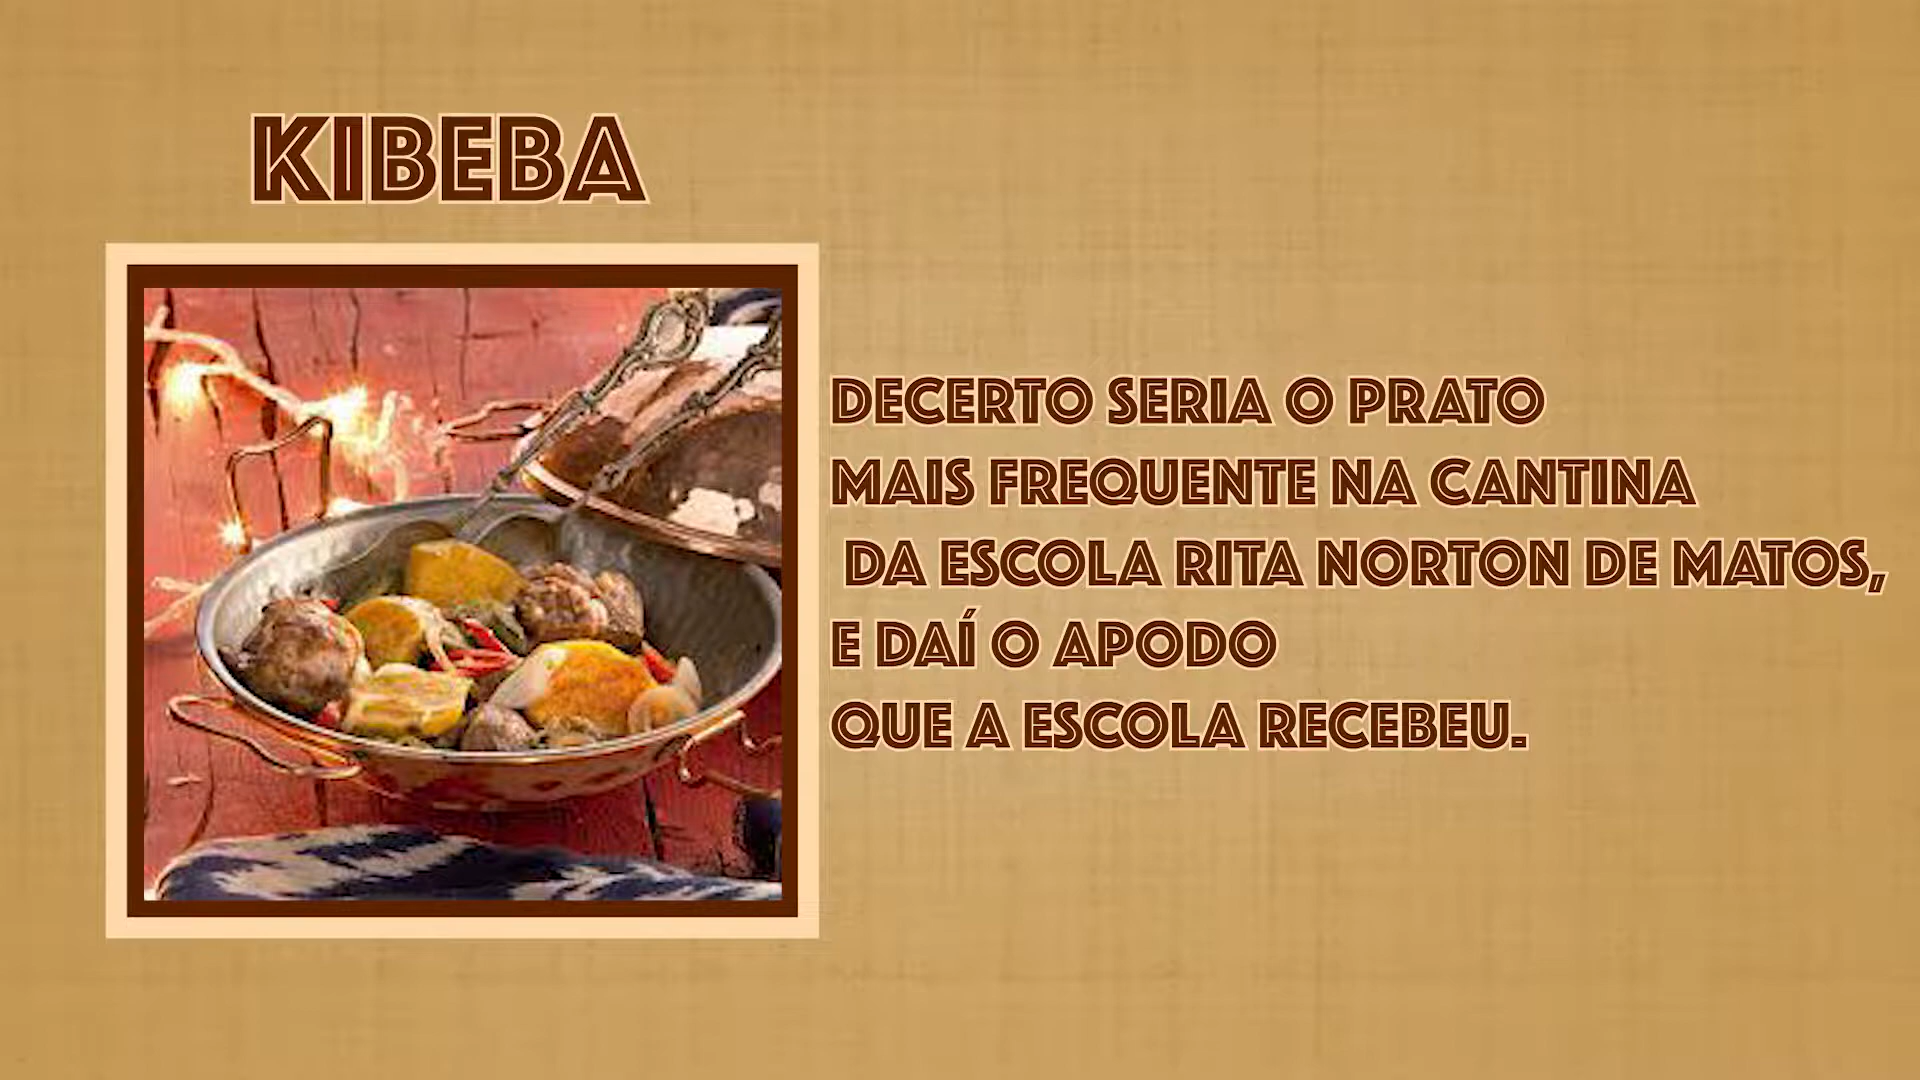 KIBEBA
DECERTO SERIA O PRATO
MAIS FREQUENTE NA CANTINA
DA ESCOLA RITA NORTON DE MATOS,
E DAÍ O APODO
QUE A ESCOLA RECEBEU.